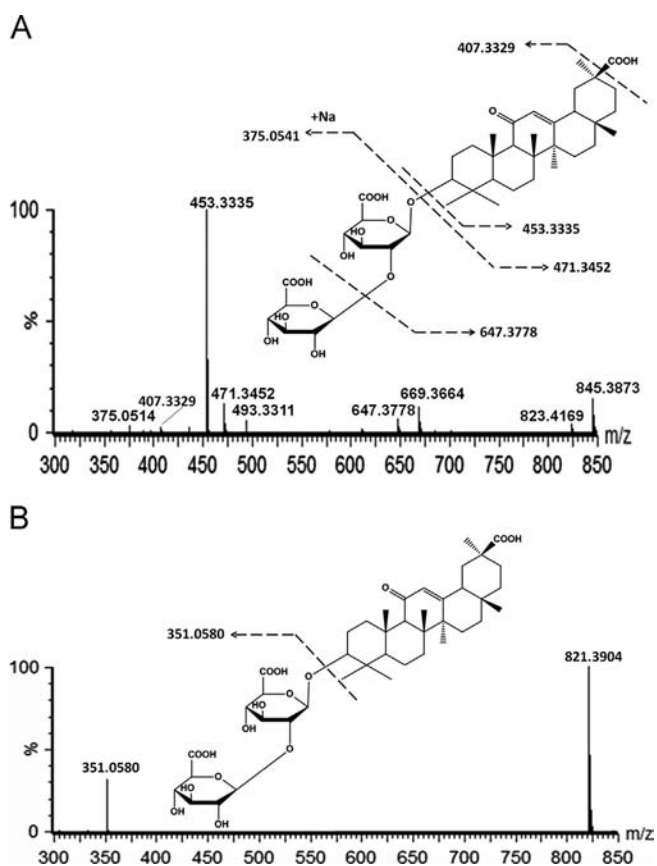 A
407.3329
COOH
O
+Na
375.0541
COOH
O
O
HO
OH
O
453.3335
471.3452
COOH
O
HO
OH
OH
647.3778
100
%
0
453.3335
375.0514
407.3329
471.3452
493.3311
647.3778
669.3664
823.4169
845.3873
300 350 400 450 500 550 600 650 700 750 800 850 m/z
B
COOH
O
351.0580
COOH
O
O
HO
OH
O
COOH
O
HO
OH
OH
100
%
0
351.0580
821.3904
300 350 400 450 500 550 600 650 700 750 800 850 m/z